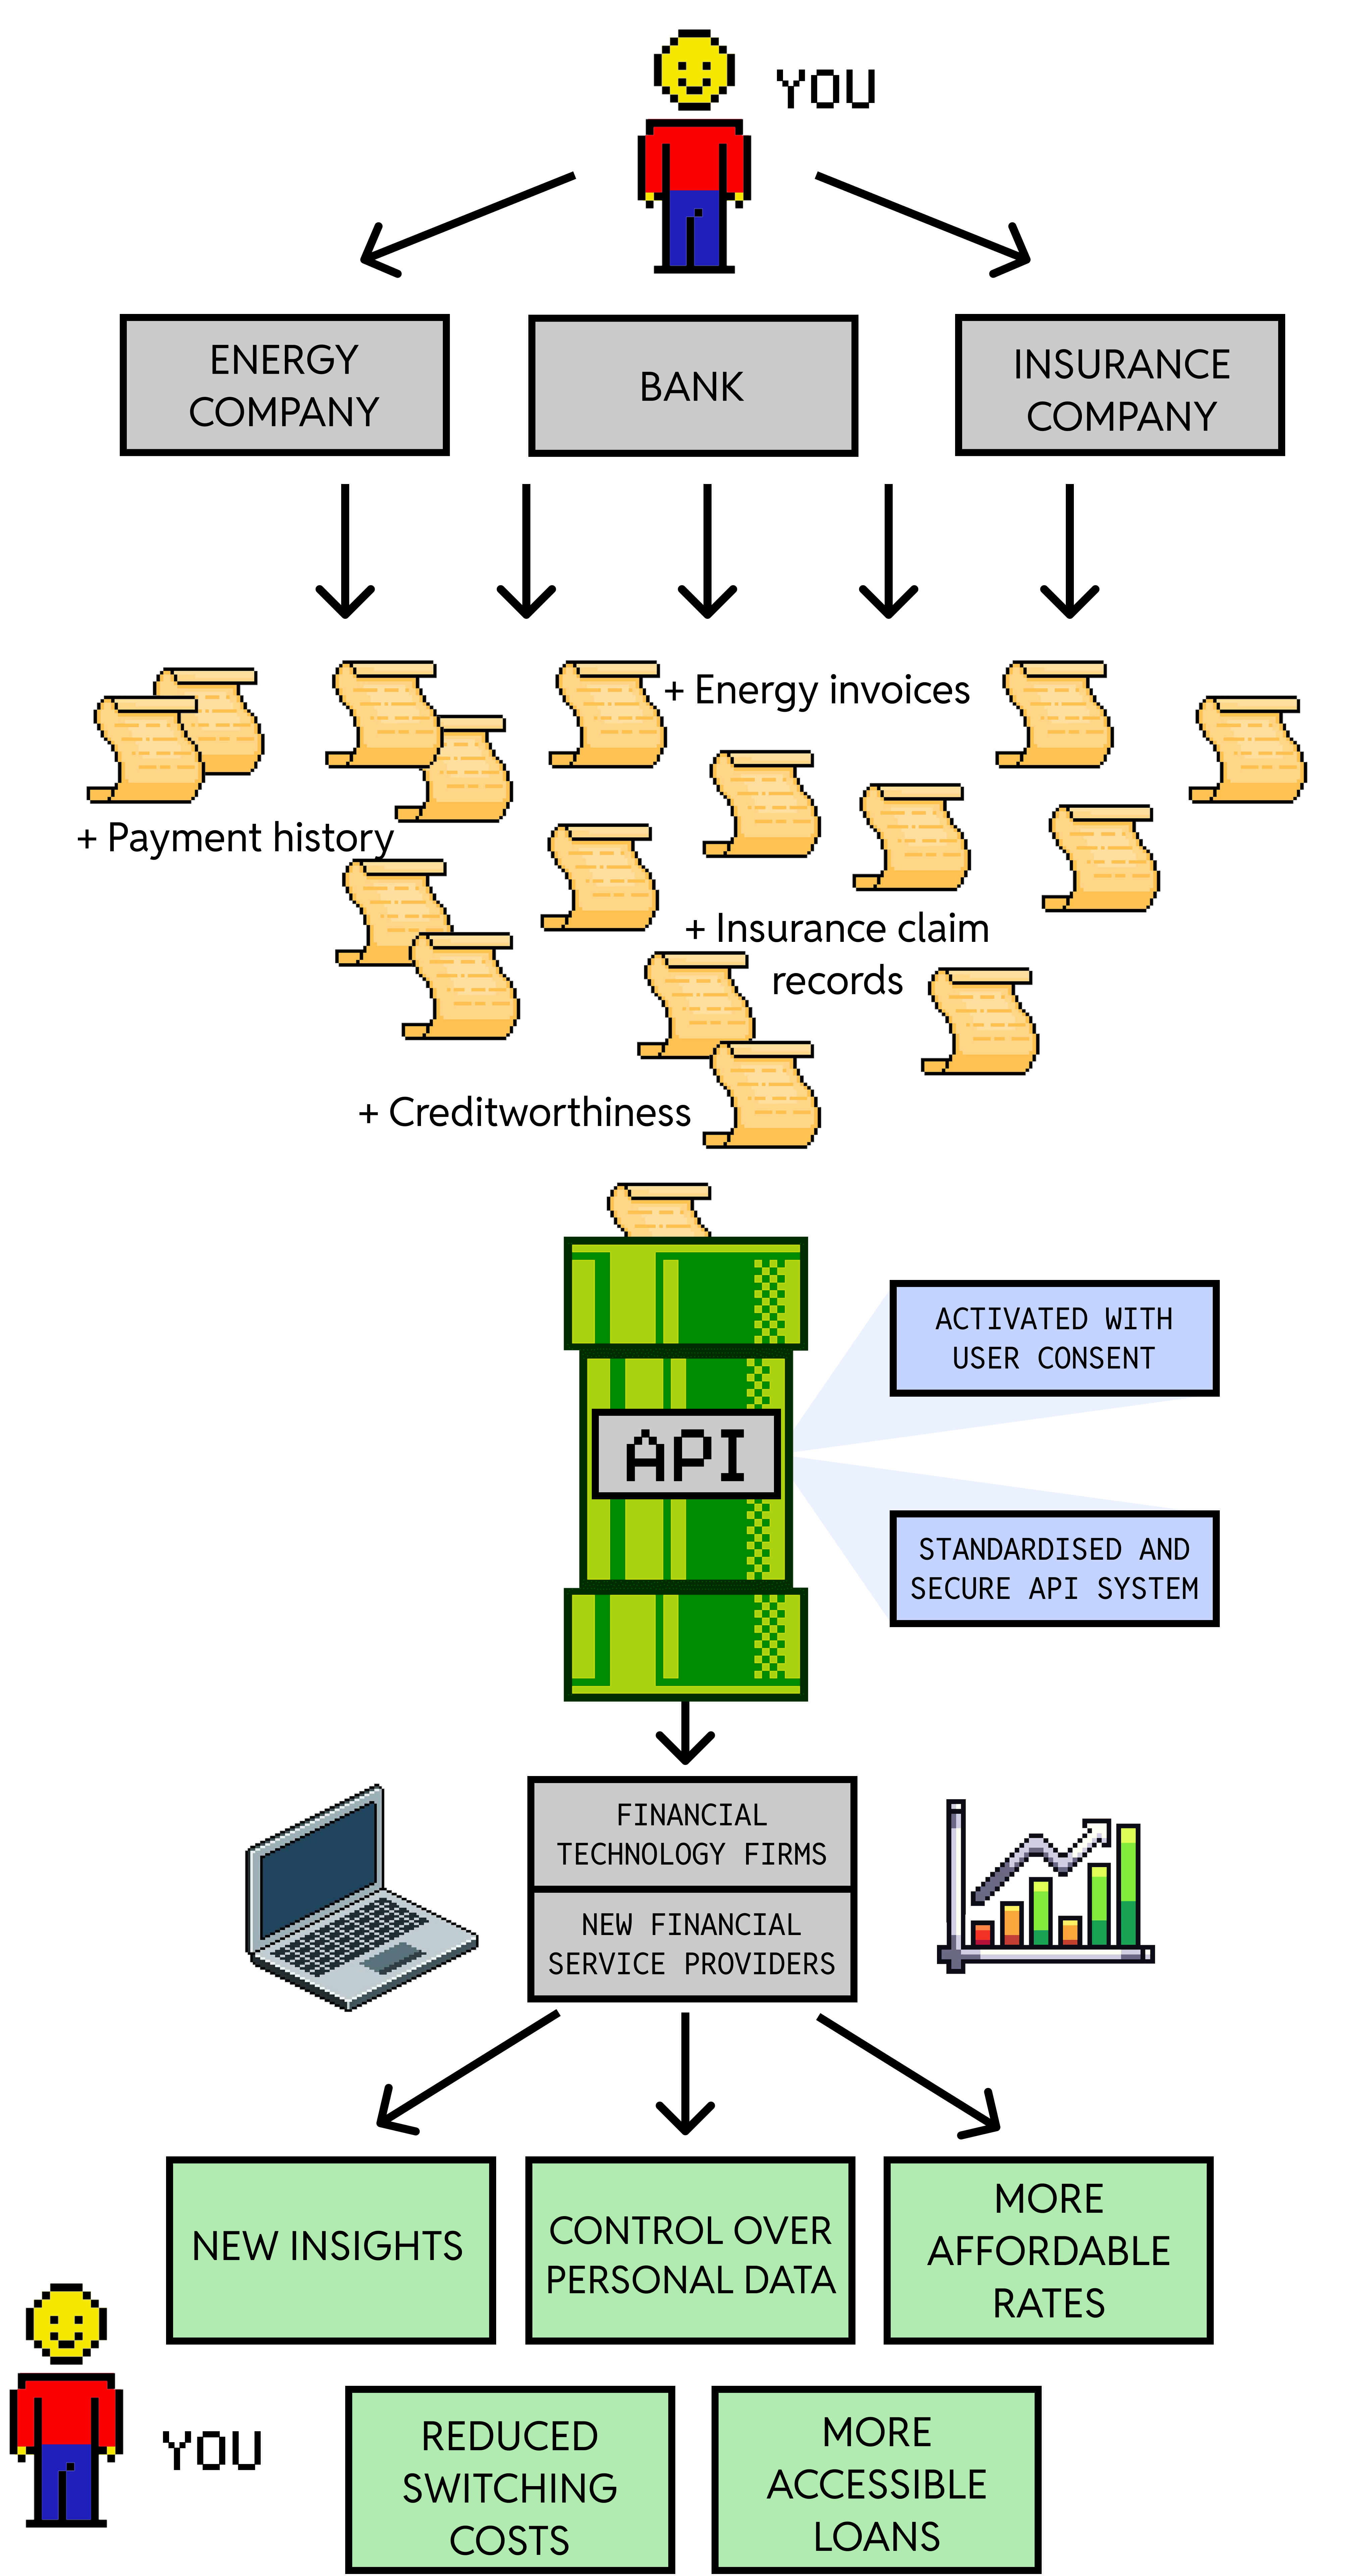 YOU
ENERGY
COMPANY
BANK
INSURANCE
COMPANY
+ Energy invoices
+ Payment history
+ Insurance claim
records
+ Creditworthiness
ACTIVATED WITH
USER CONSENT
API
STANDARDISED AND
SECURE API SYSTEM
FINANCIAL
TECHNOLOGY FIRMS
NEW FINANCIAL
SERVICE PROVIDERS
NEW INSIGHTS
CONTROL OVER
PERSONAL DATA
MORE
AFFORDABLE
RATES
YOU
REDUCED
SWITCHING
COSTS
MORE
ACCESSIBLE
LOANS